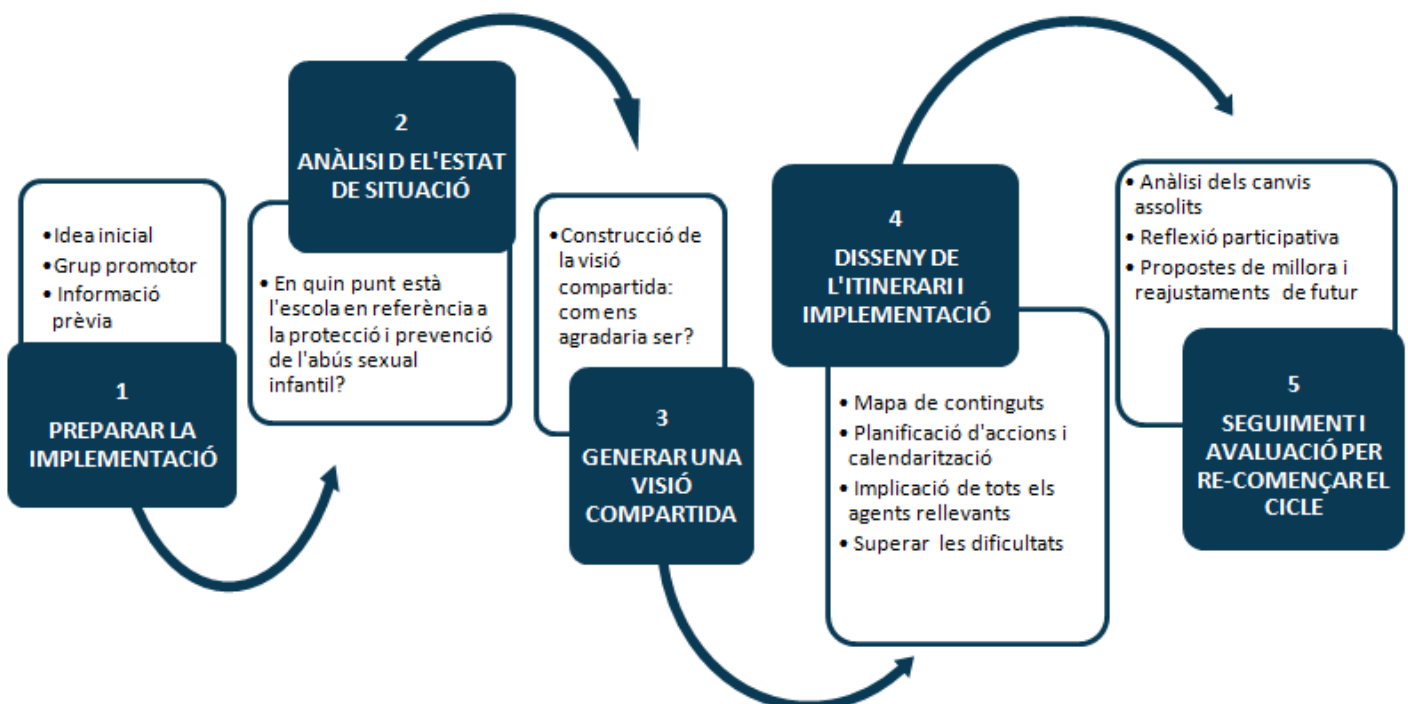 •Idea inicial
•Grup promotor
• Informació
prèvia
1
PREPARAR LA
IMPLEMENTACIÓ
2
ANÀLISI D EL'ESTAT
DE SITUACIÓ
• En quin punt està
l'escola en referència a
la protecció i prevenció
de l'abús sexual
infantil?
•Construcció de
la visió
compartida:
com ens
agradaria ser?
3
GENERAR UNA
VISIÓ
COMPARTIDA
4
DISSENY DE
L'ITINERARI I
IMPLEMENTACIÓ
• Mapa de continguts
• Planificació d'accions i
calendarització
• Implicació de tots els
agents rellevants
• Superar les dificultats
• Anàlisi dels canvis
assolits
• Reflexió participativa
• Propostes de millora i
reajustaments de futur
5
SEGUIMENT I
AVALUACIÓ PER
RE-COMENÇAR EL
CICLE